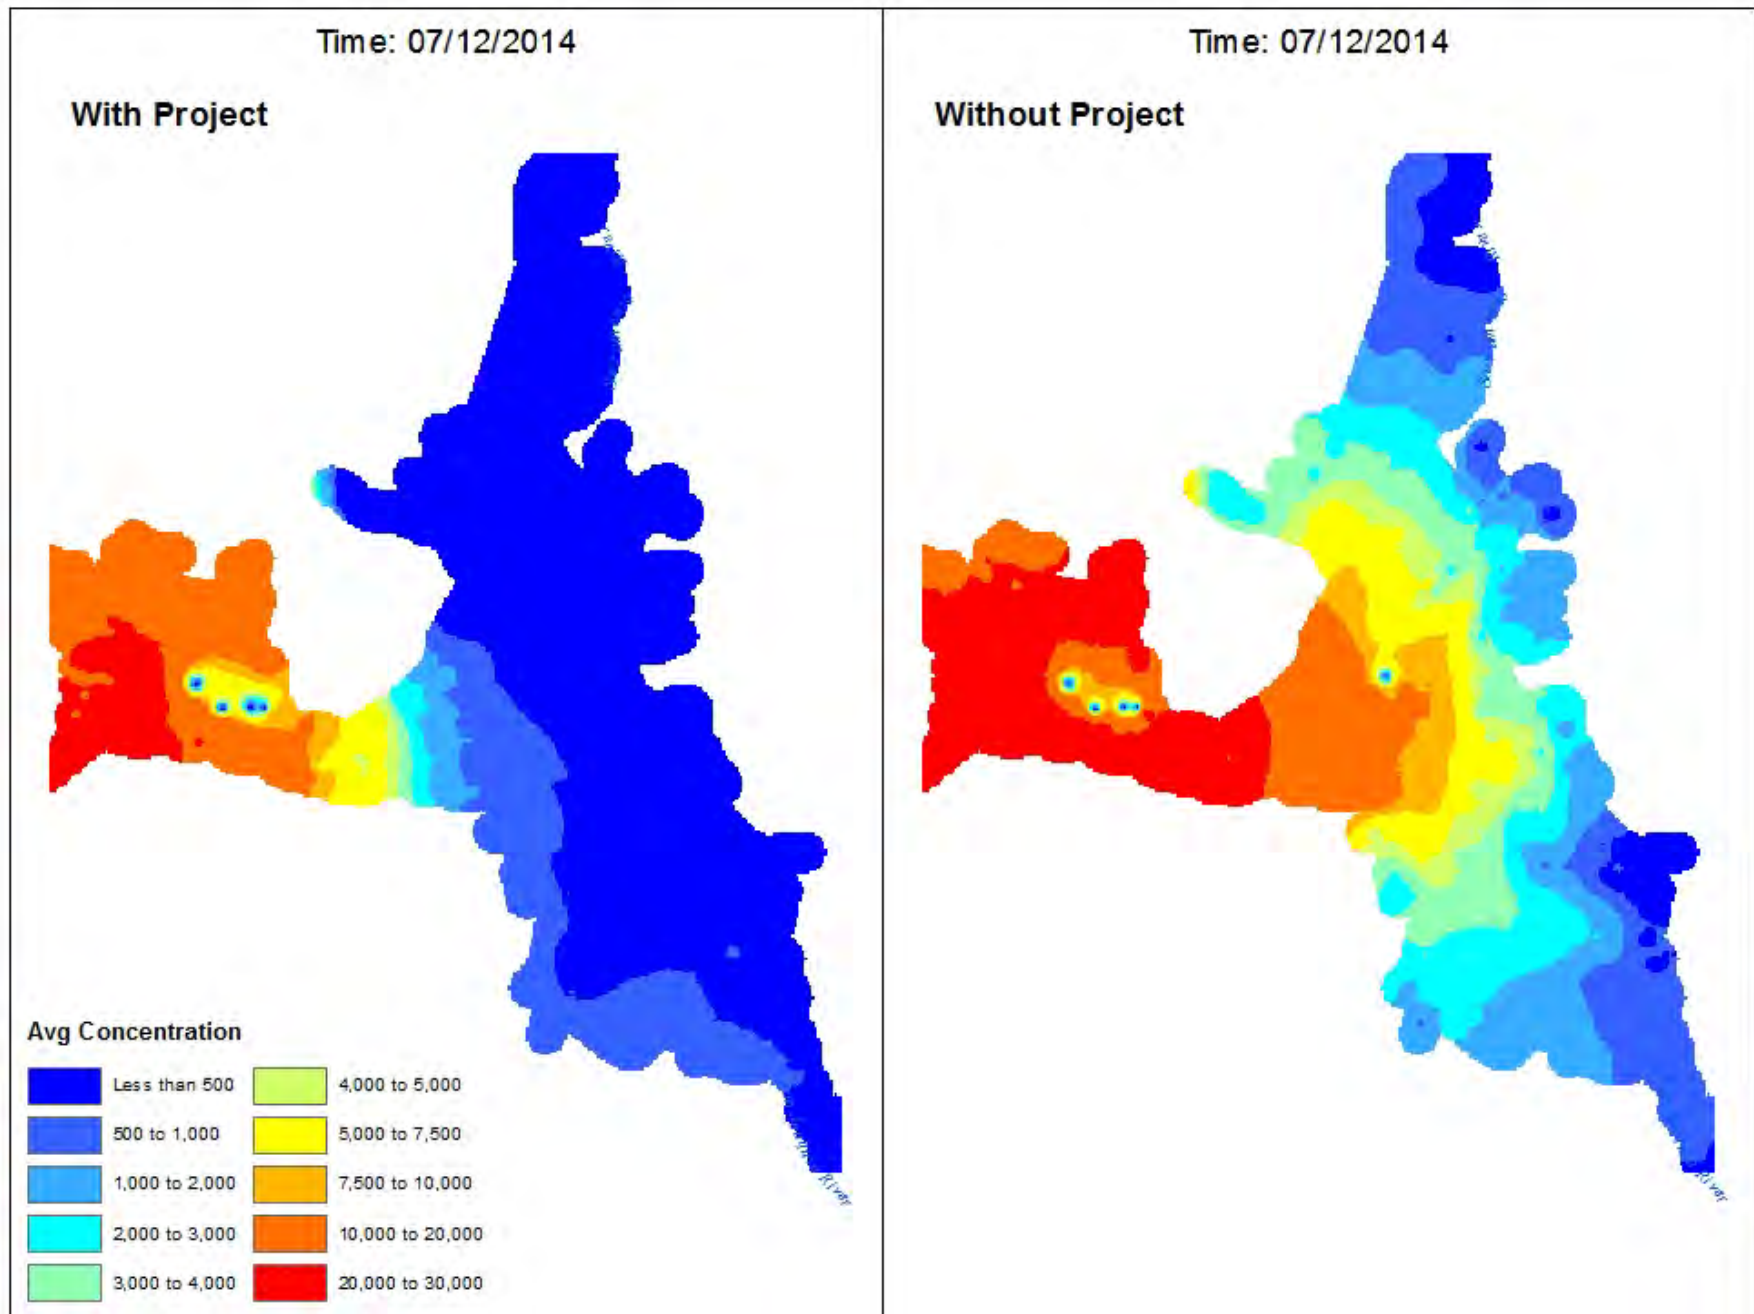 Time: 07/12/2014
With Project
Time: 07/12/2014
Without Project
Avg Concentration
Less than 500
500 to 1,000
1,000 to 2,000
2,000 to 3,000
3,000 to 4,000
4,000 to 5,000
5,000 to 7,500
7,500 to 10,000
10,000 to 20,000
20,000 to 30,000
River
River